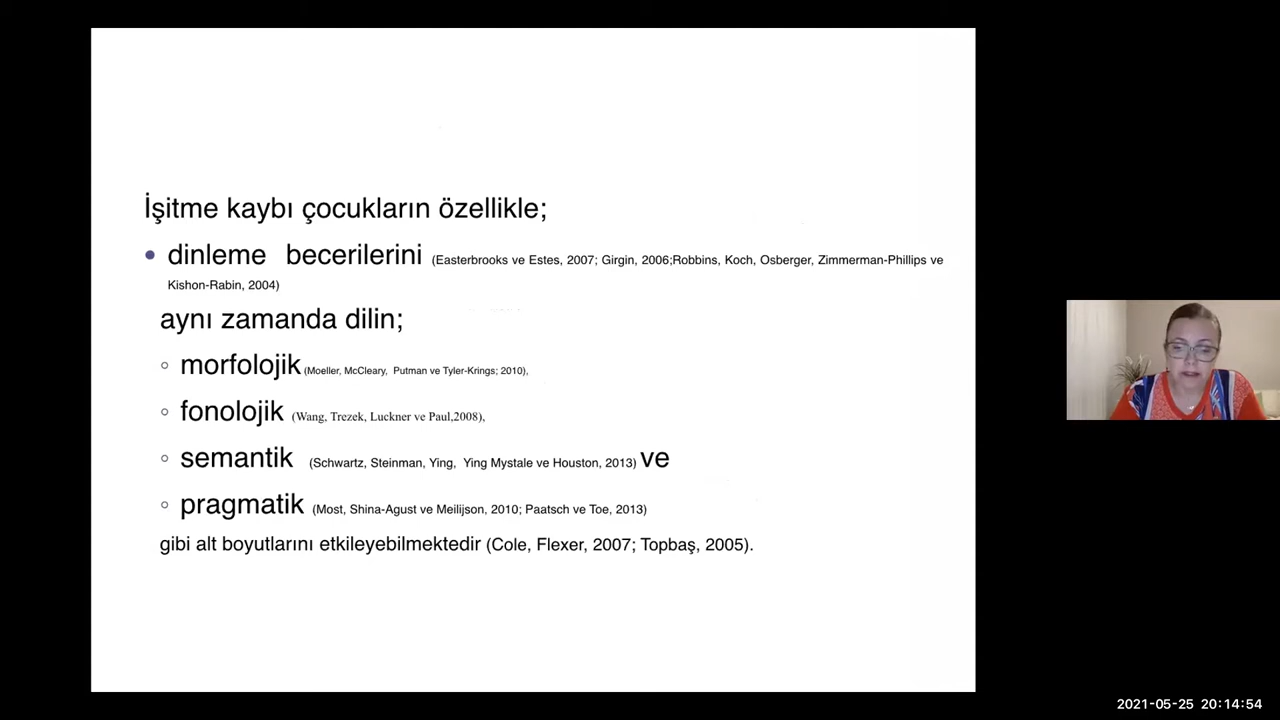 İşitme kaybı çocukların özellikle;
dinleme becerilerini (Easterbrooks ve Estes, 2007; Girgin, 2006;Robbins, Koch, Osberger, Zimmerman-Phillips ve
Kishon-Rabin, 2004)
aynı zamanda dilin;
morfolojik (Moeller, McCleary, Putman ve Tyler-Krings; 2010),
fonolojik (Wang, Trezek, Luckner ve Paul,2008),
semantik (Schwartz, Steinman, Ying, Ying Mystale ve Houston, 2013) ve
pragmatik (Most, Shina-Agust ve Meilijson, 2010; Paatsch ve Toe, 2013)
gibi alt boyutlarını etkileyebilmektedir (Cole, Flexer, 2007; Topbaş, 2005).
2021-05-25 20:14:54